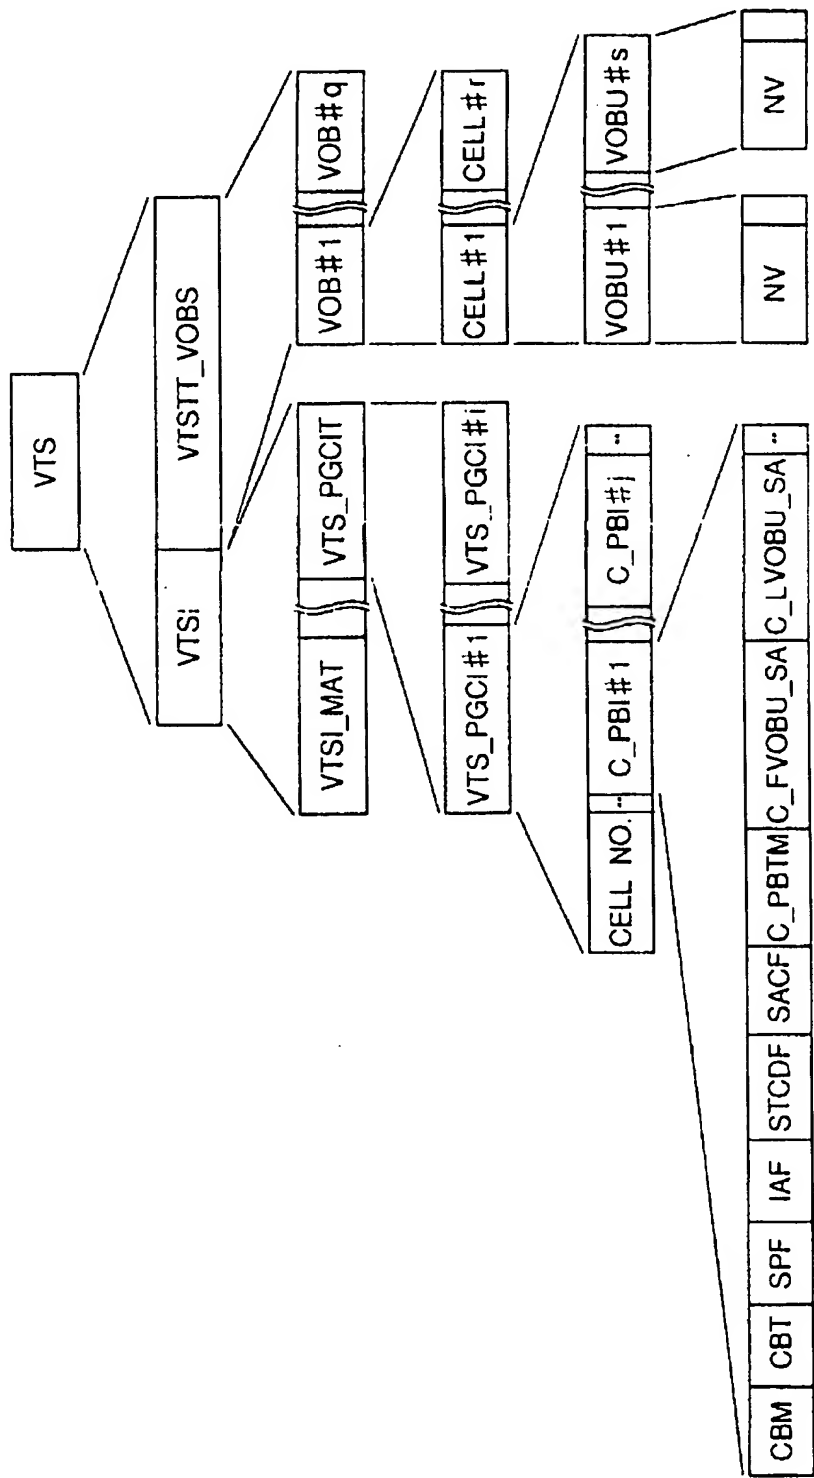 VTS
VTSI VTSTT_VOBS
VTSI_MAT VTS_PGCIT VOB#1 VOB#q
VTS_PGCI#1 VTS_PGCI#i CELL#1 CELL#r
CELL NO. -- C_PBI#1 C_PBI#j -- VOBU#1 VOBU#s
CBM CBT SPF IAF STCDF SACF C_PBTM C_FVOBU_SA C_LVOBU_SA -- NV NV